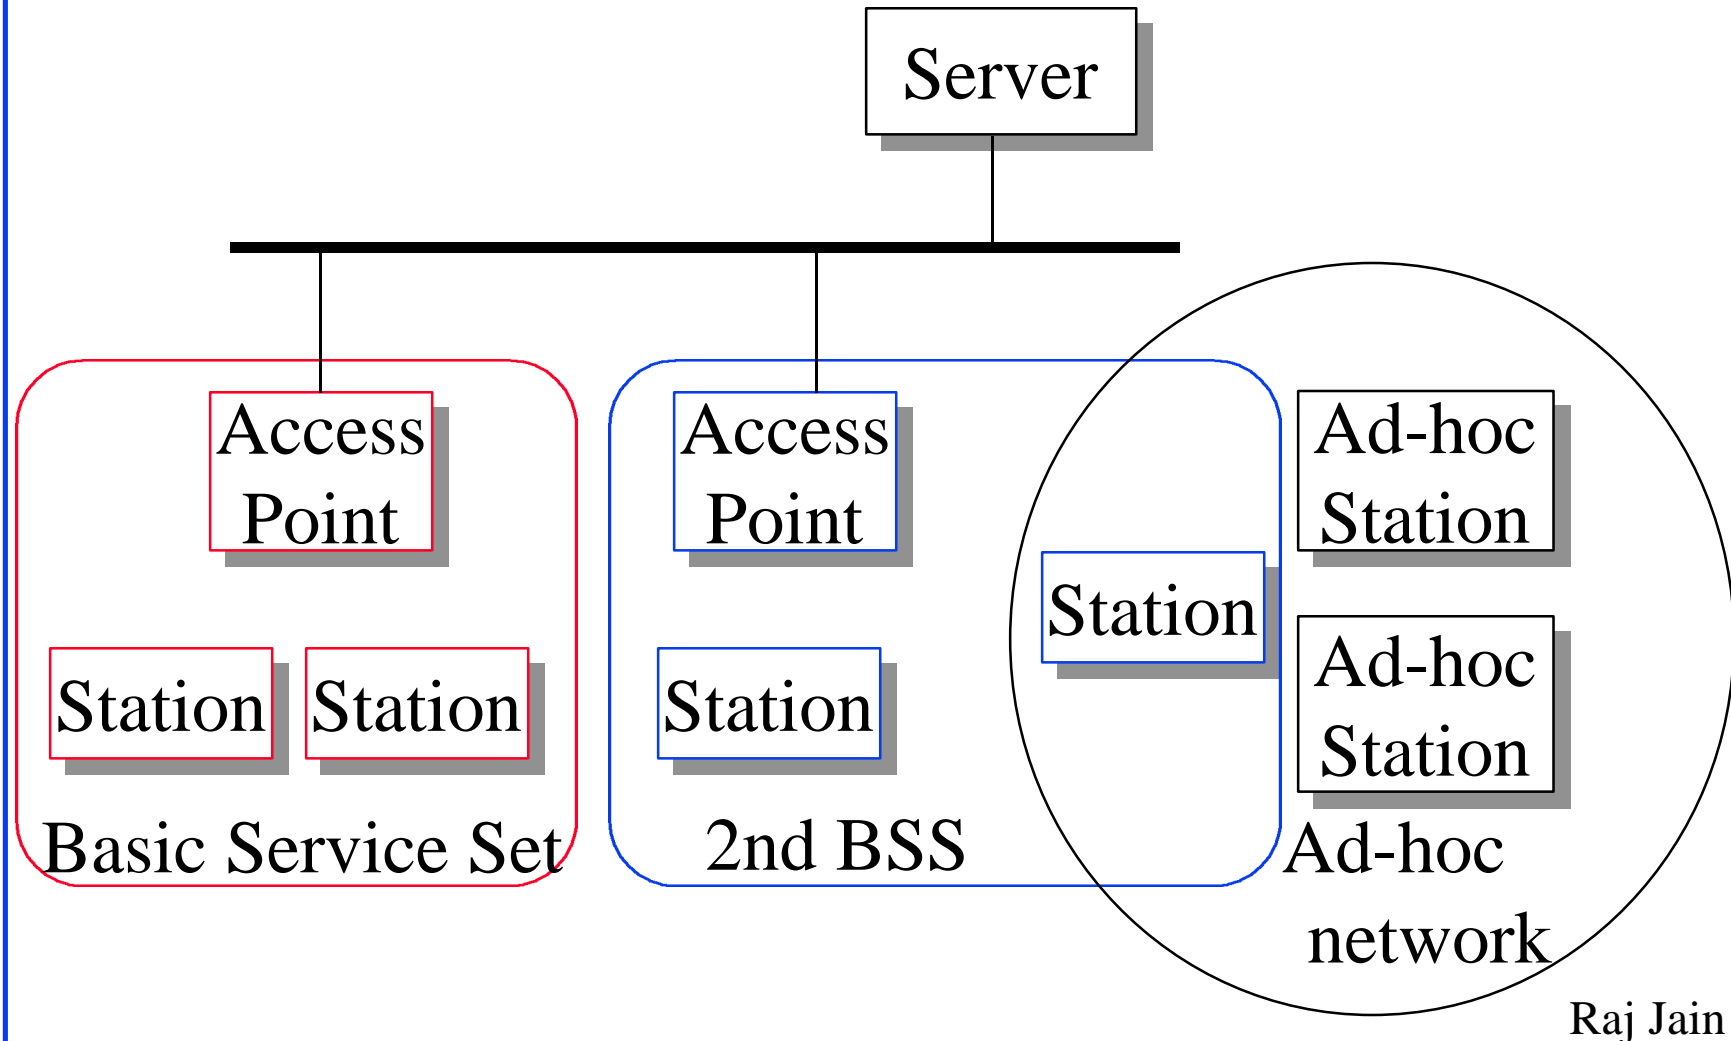 Server
Access
Point
Station
Station
Basic Service Set
Access
Point
Station
Station
2nd BSS
Ad-hoc
Station
Ad-hoc
Station
Ad-hoc
network
Raj Jain